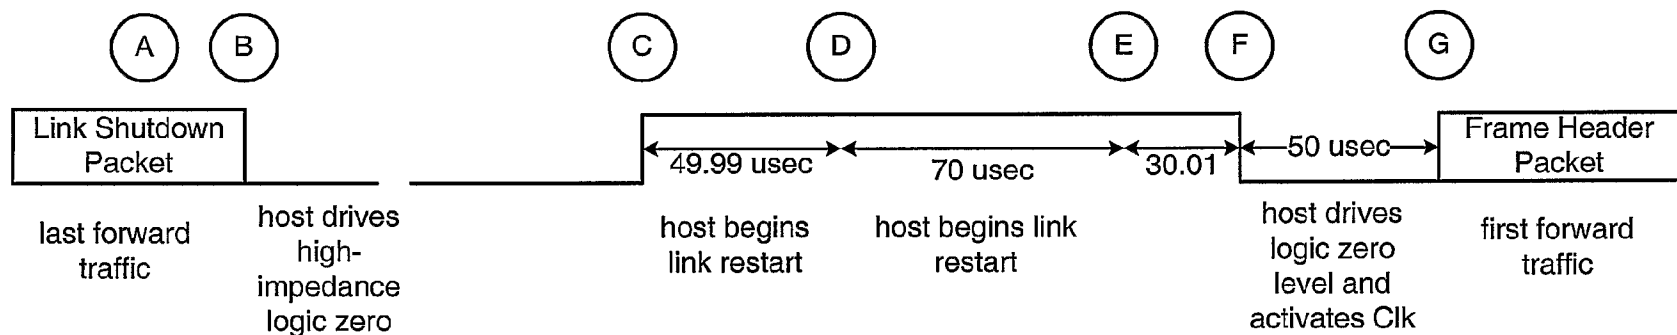 A
B
C
D
E
F
G
Link Shutdown
Packet
49.99 usec
70 usec
30.01
50 usec
Frame Header
Packet
last forward
traffic
host drives
high-
impedance
logic zero
host begins
link restart
host begins link
restart
host drives
logic zero
level and
activates Clk
first forward
traffic